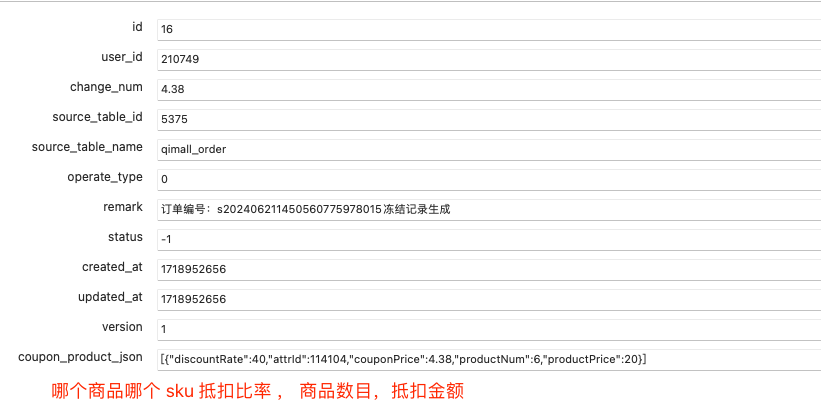 id 16
user_id 210749
change_num 4.38
source_table_id 5375
source_table_name qimall_order
operate_type 0
remark 订单编号：s202406211450560775978015冻结记录生成
status -1
created_at 1718952656
updated_at 1718952656
version 1
coupon_product_json [{"discountRate":40,"attrId":114104,"couponPrice":4.38,"productNum":6,"productPrice":20}]
哪个商品哪个 sku 抵扣比率 ， 商品数目，抵扣金额